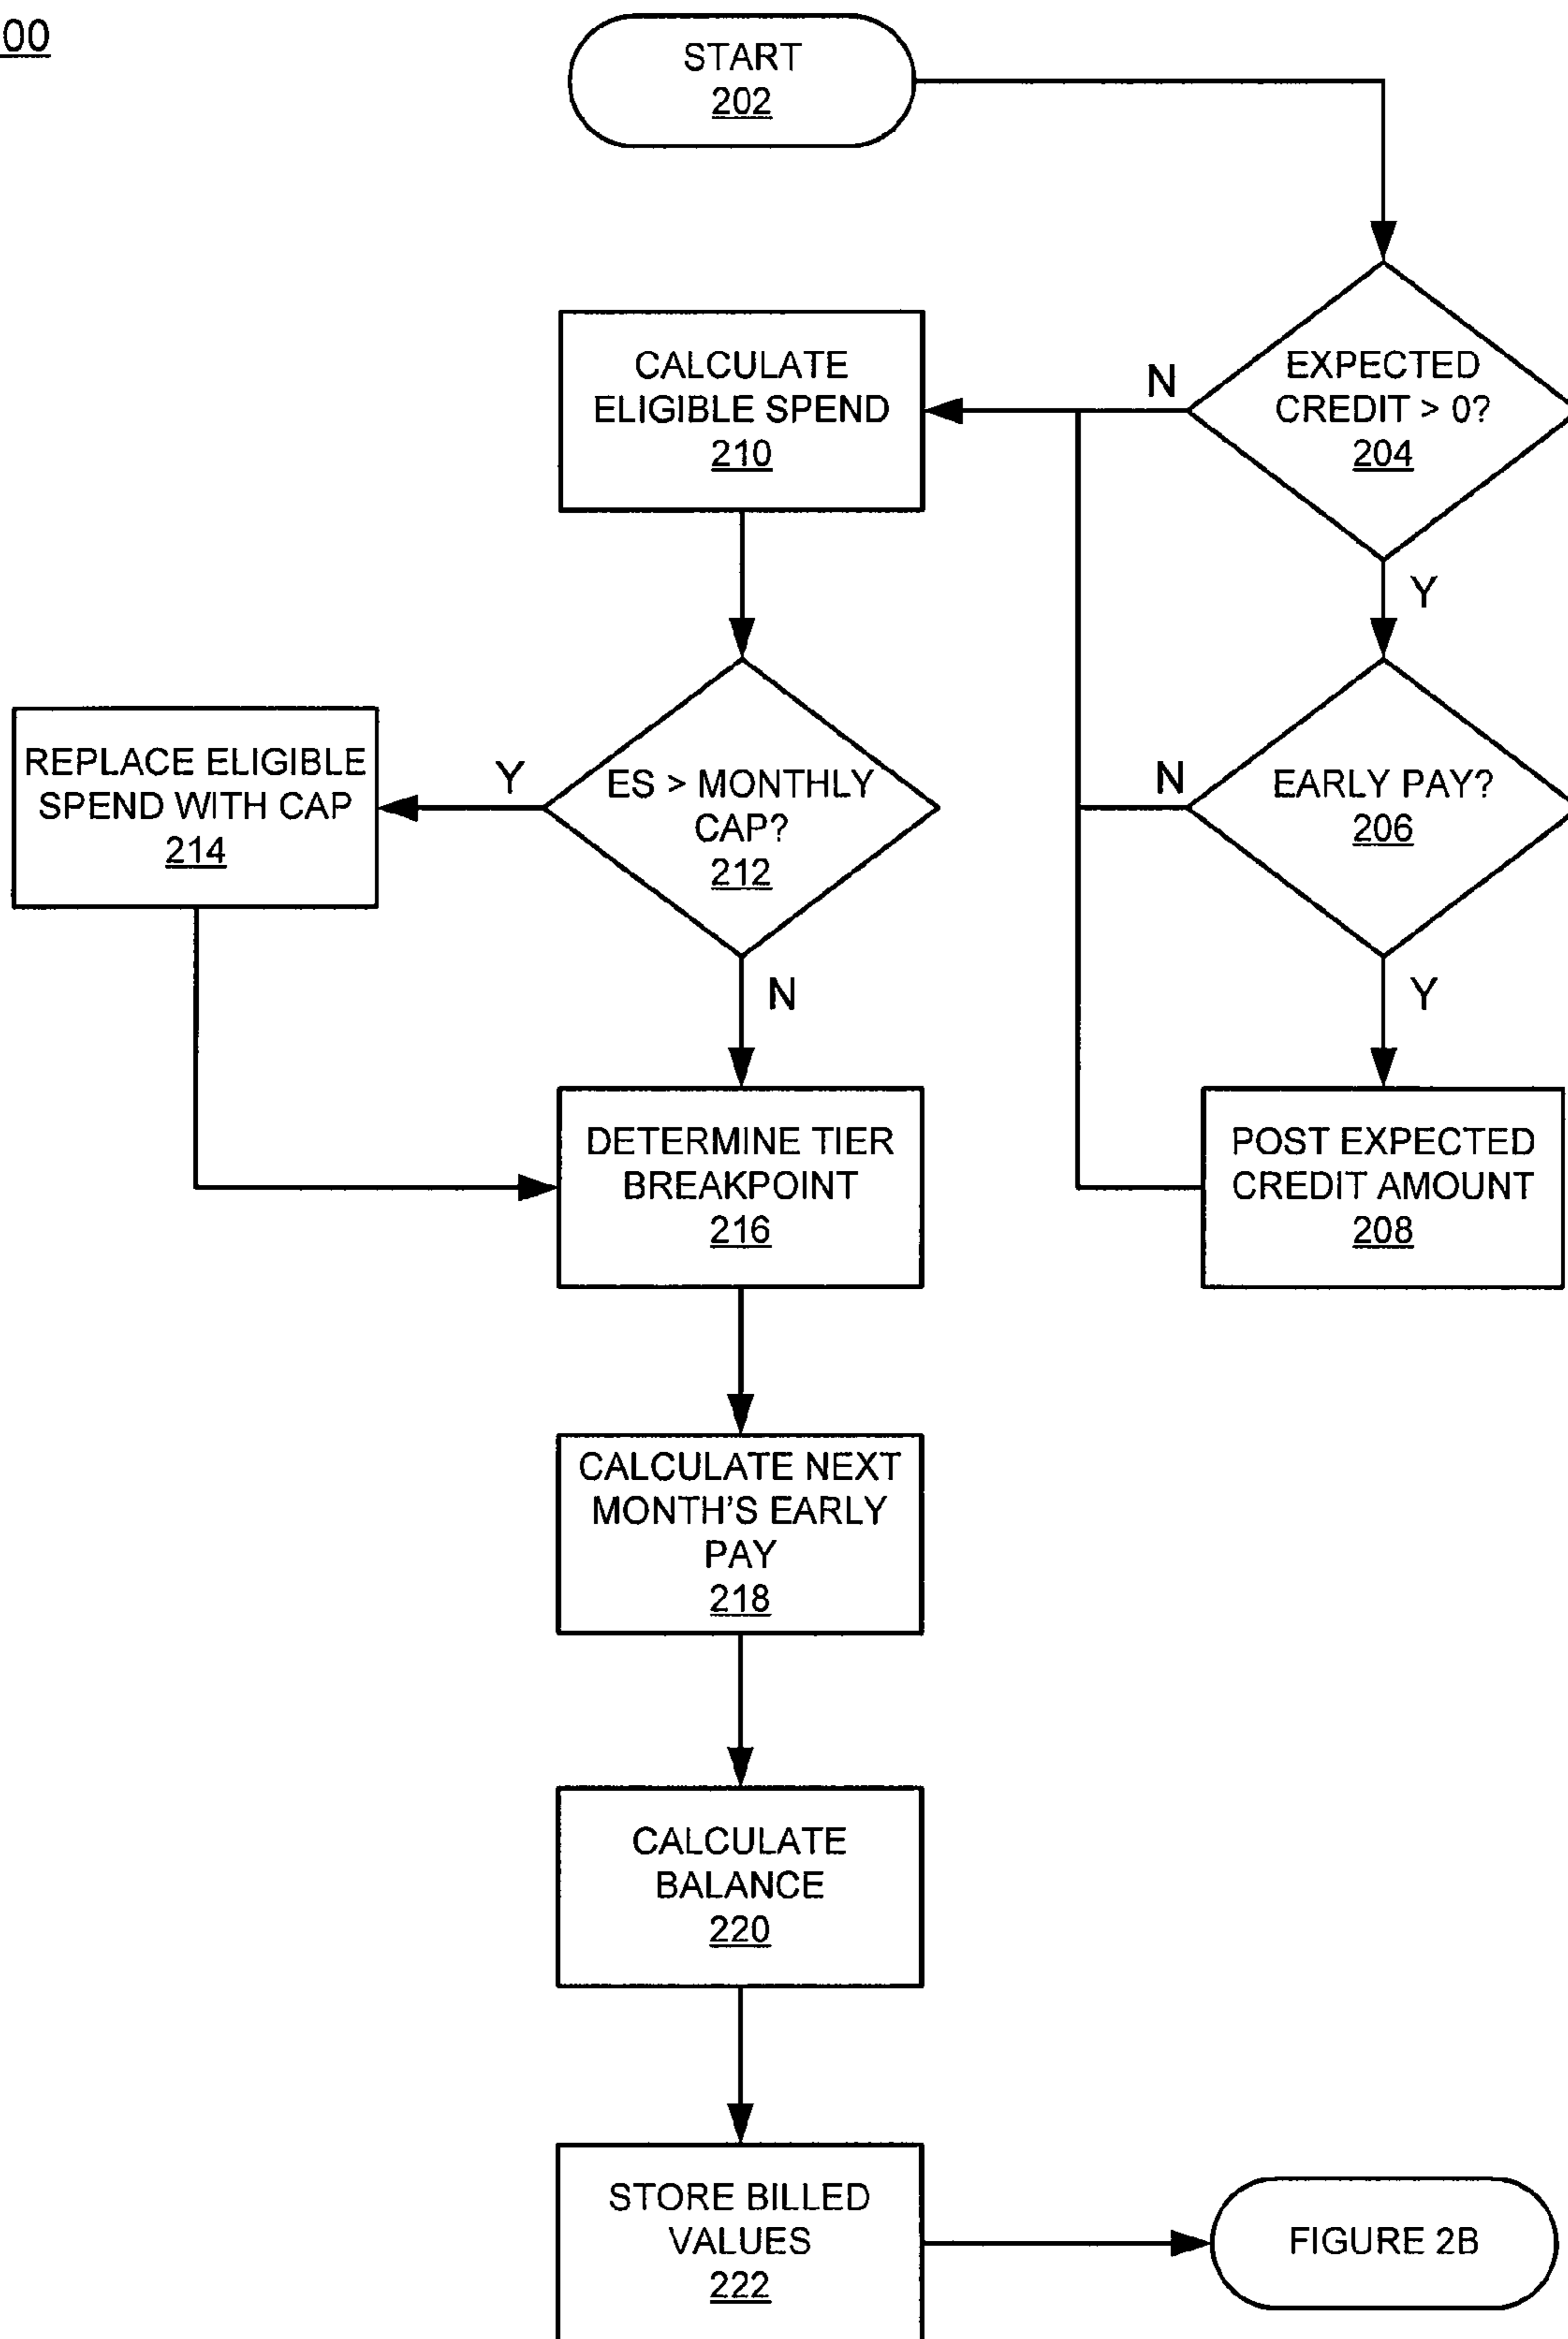 00
START
202
EXPECTED
CREDIT > 0?
204
N
Y
EARLY PAY?
206
N
Y
POST EXPECTED
CREDIT AMOUNT
208
CALCULATE
ELIGIBLE SPEND
210
ES > MONTHLY
CAP?
212
Y
N
REPLACE ELIGIBLE
SPEND WITH CAP
214
DETERMINE TIER
BREAKPOINT
216
CALCULATE NEXT
MONTH'S EARLY
PAY
218
CALCULATE
BALANCE
220
STORE BILLED
VALUES
222
FIGURE 2B